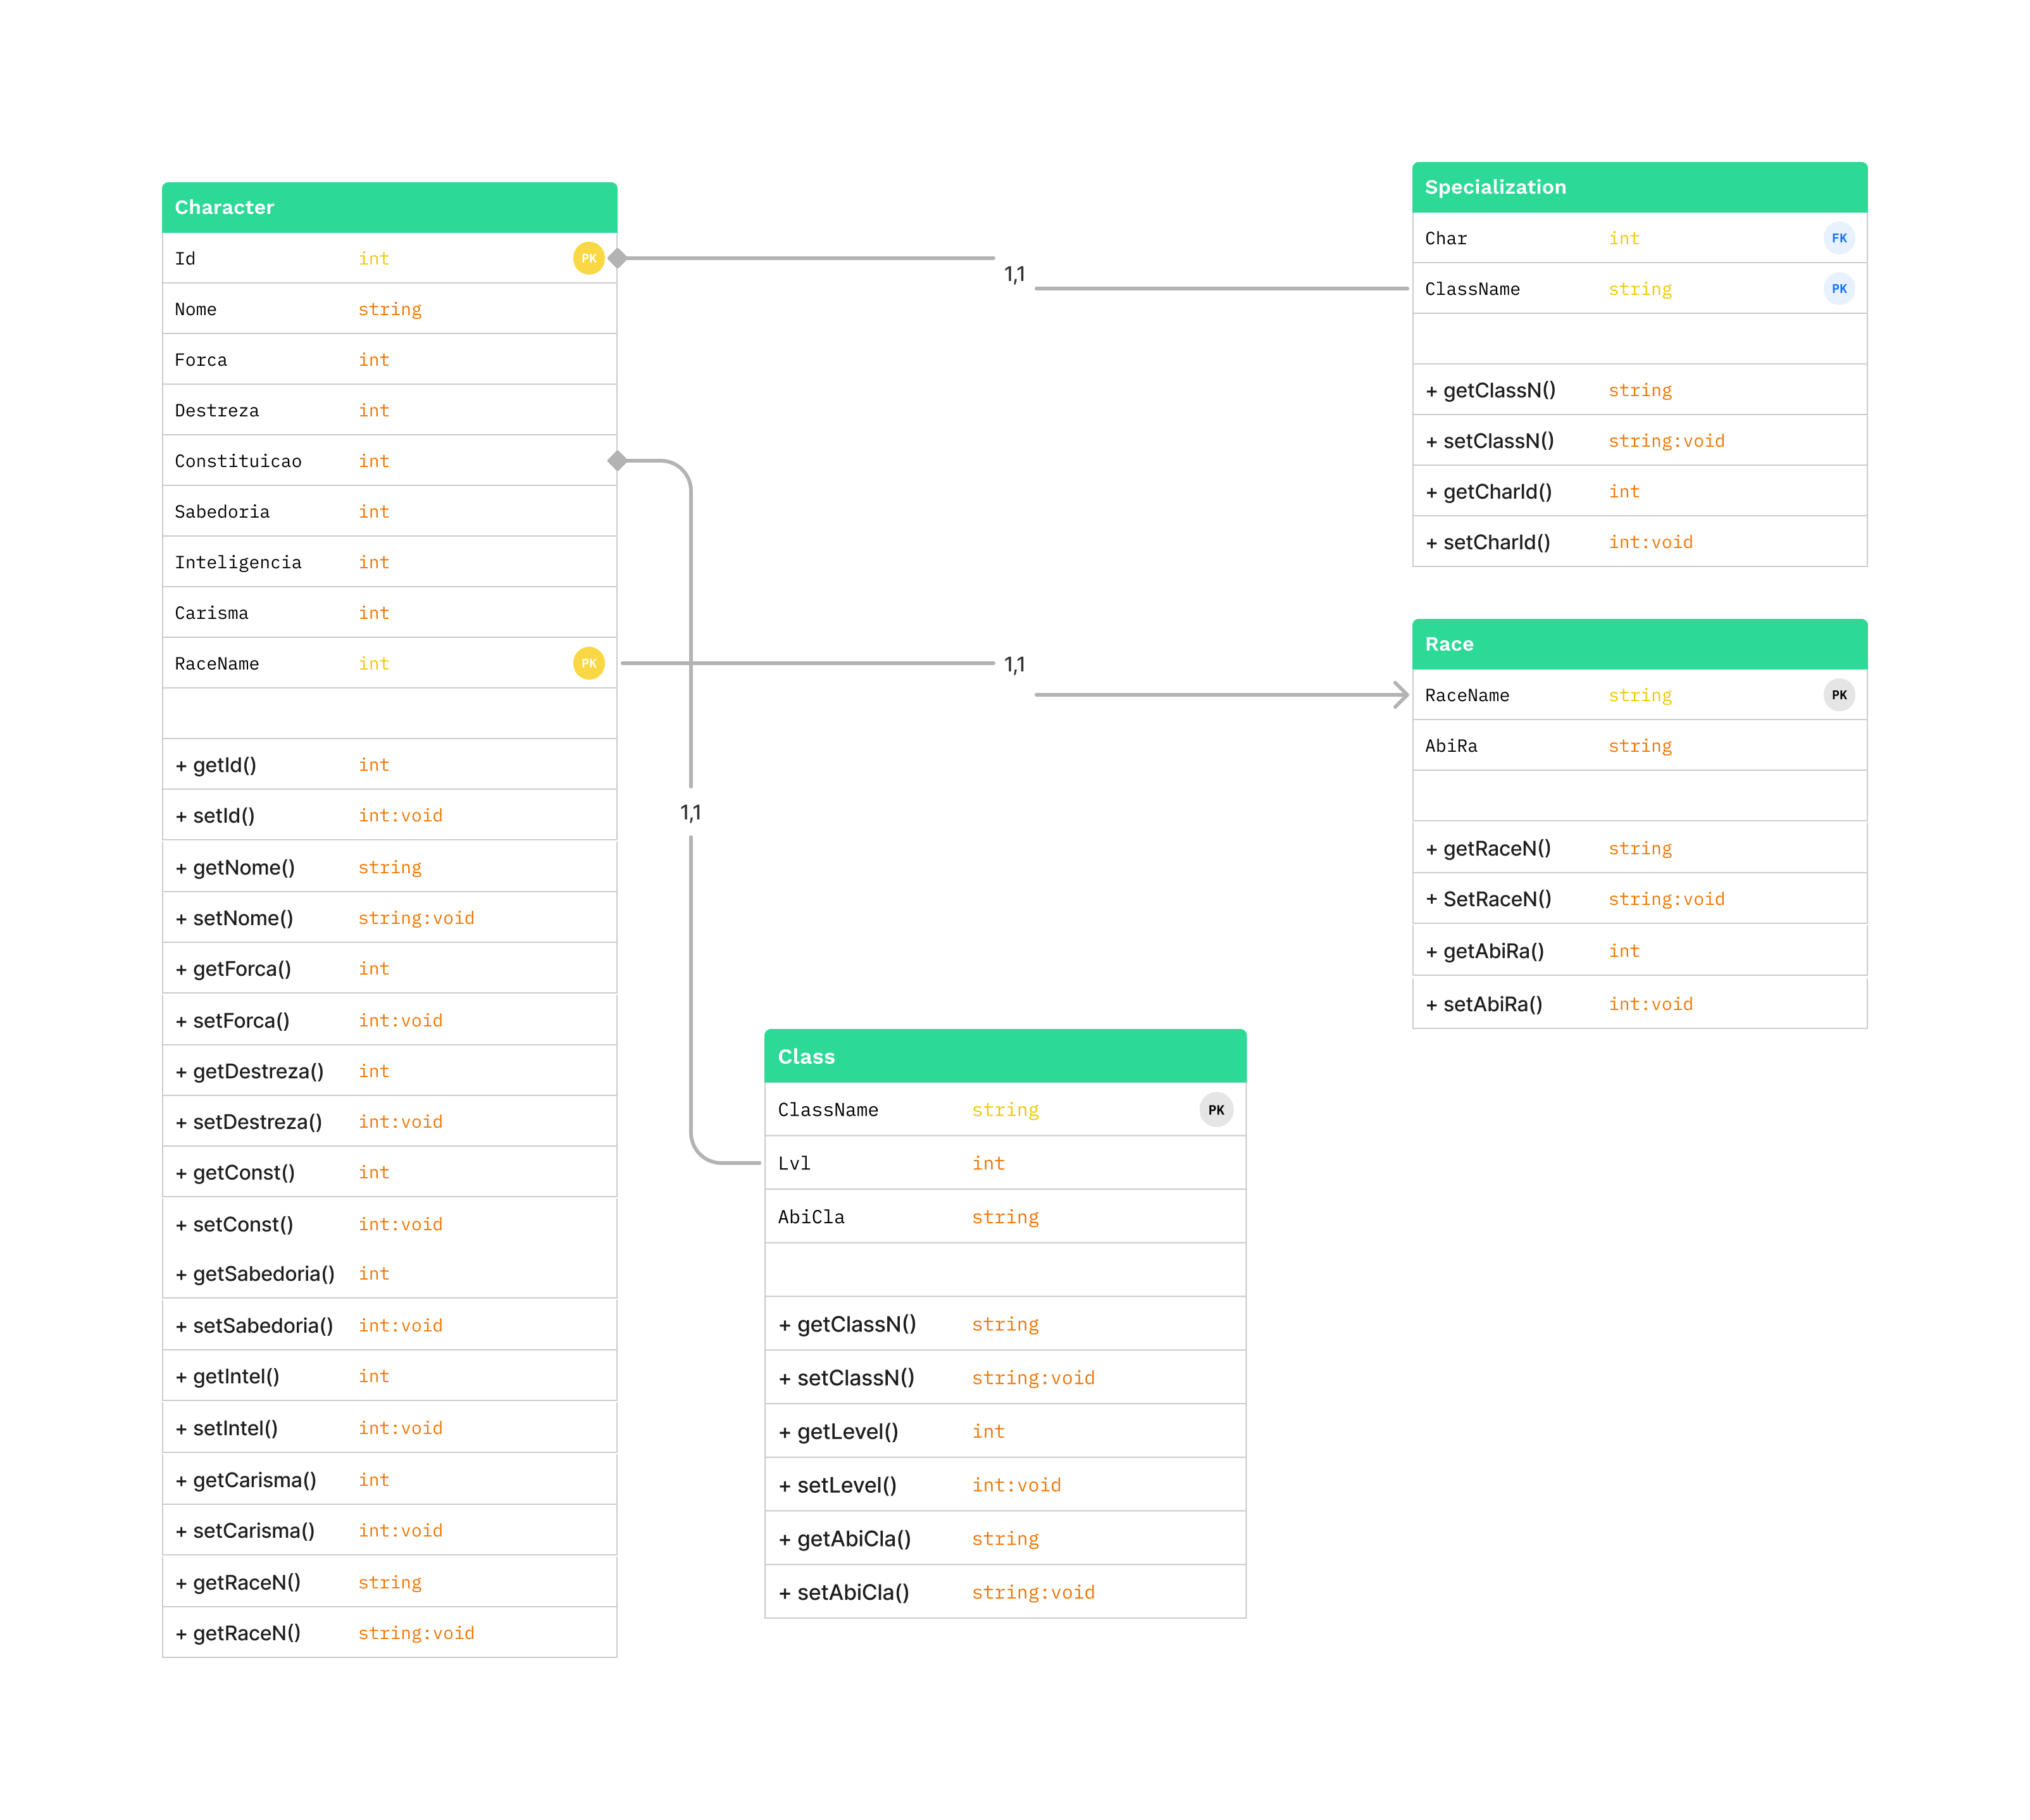 Character
Id int PK
Nome string
Forca int
Destreza int
Constituicao int
Sabedoria int
Inteligencia int
Carisma int
RaceName int PK
+ getId() int
+ setId() int:void
+ getNome() string
+ setNome() string:void
+ getForca() int
+ setForca() int:void
+ getDestreza() int
+ setDestreza() int:void
+ getConst() int
+ setConst() int:void
+ getSabedoria() int
+ setSabedoria() int:void
+ getIntel() int
+ setIntel() int:void
+ getCarisma() int
+ setCarisma() int:void
+ getRaceN() string
+ getRaceN() string:void
1,1
1,1
1,1
Specialization
Char int FK
ClassName string PK
+ getClassN() string
+ setClassN() string:void
+ getCharId() int
+ setCharId() int:void
Race
RaceName string PK
AbiRa string
+ getRaceN() string
+ SetRaceN() string:void
+ getAbiRa() int
+ setAbiRa() int:void
Class
ClassName string PK
Lvl int
AbiCla string
+ getClassN() string
+ setClassN() string:void
+ getLevel() int
+ setLevel() int:void
+ getAbiCla() string
+ setAbiCla() string:void